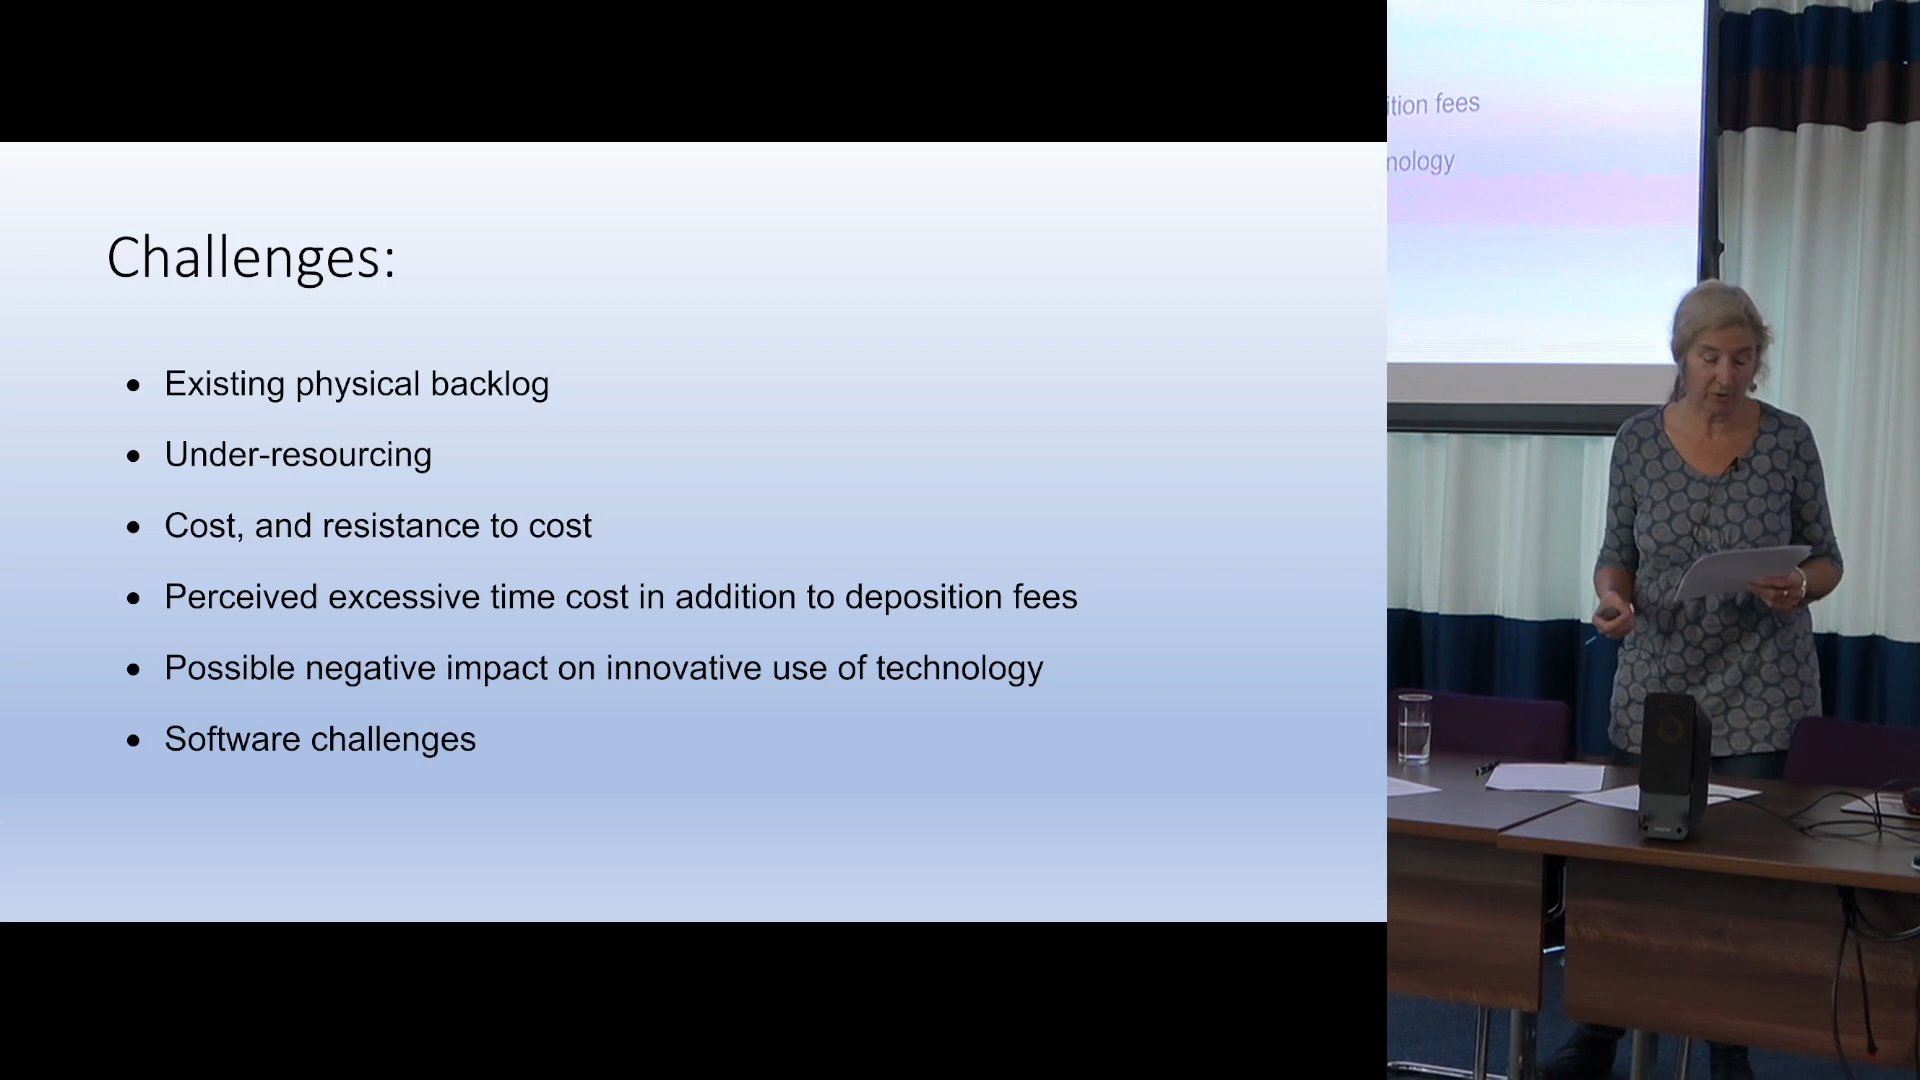 Challenges:
Existing physical backlog
Under-resourcing
Cost, and resistance to cost
Perceived excessive time cost in addition to deposition fees
Possible negative impact on innovative use of technology
Software challenges
ition fees
nology